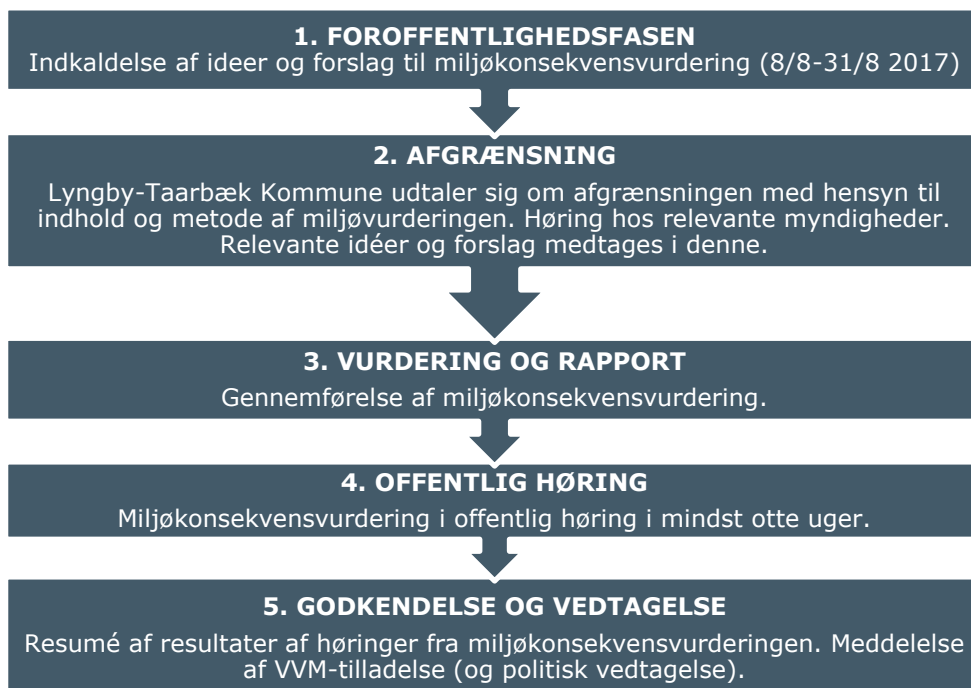 1. FOROFFENTLIGHEDSFASEN
Indkaldelse af ideer og forslag til miljøkonsekvensvurdering (8/8-31/8 2017)
2. AFGRÆNSNING
Lyngby-Taarbæk Kommune udtaler sig om afgrænsningen med hensyn til
indhold og metode af miljøvurderingen. Høring hos relevante myndigheder.
Relevante idéer og forslag medtages i denne.
3. VURDERING OG RAPPORT
Gennemførelse af miljøkonsekvensvurdering.
4. OFFENTLIG HØRING
Miljøkonsekvensvurdering i offentlig høring i mindst otte uger.
5. GODKENDELSE OG VEDTAGELSE
Resumé af resultater af høringer fra miljøkonsekvensvurderingen. Meddelelse
af VVM-tilladelse (og politisk vedtagelse).